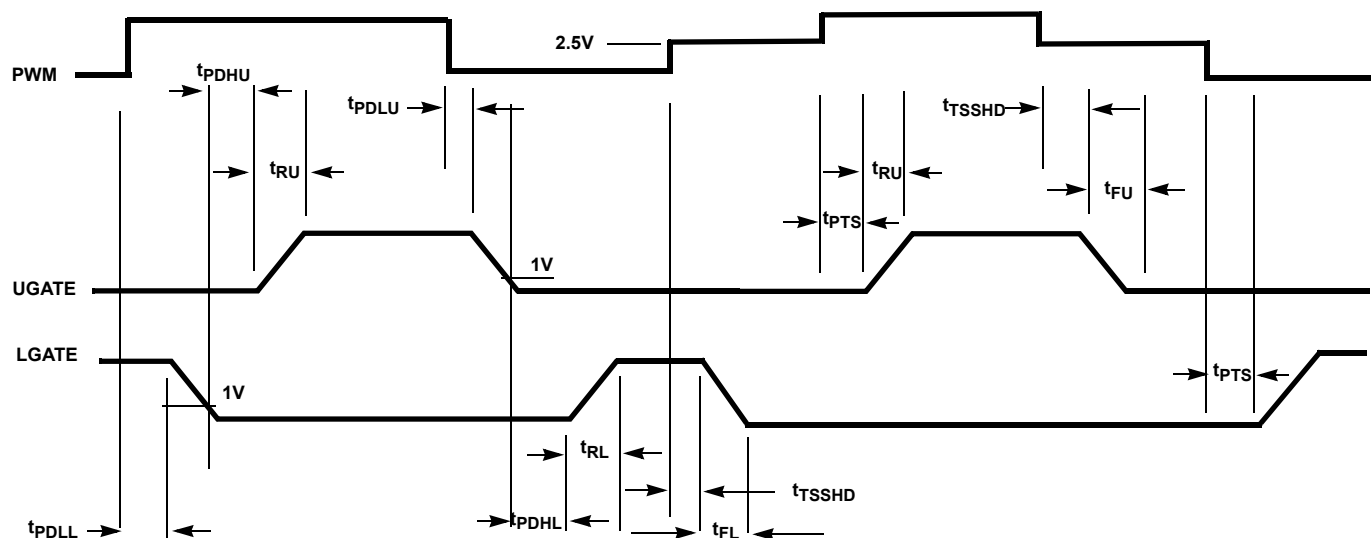 2.5V
PWM
tPDHU
tPDLU
tTSSHD
tRU
tRU
tFU
tPTS
1V
UGATE
LGATE
tPTS
1V
tRL
tTSSHD
tPDLL
tPDHL
tFL